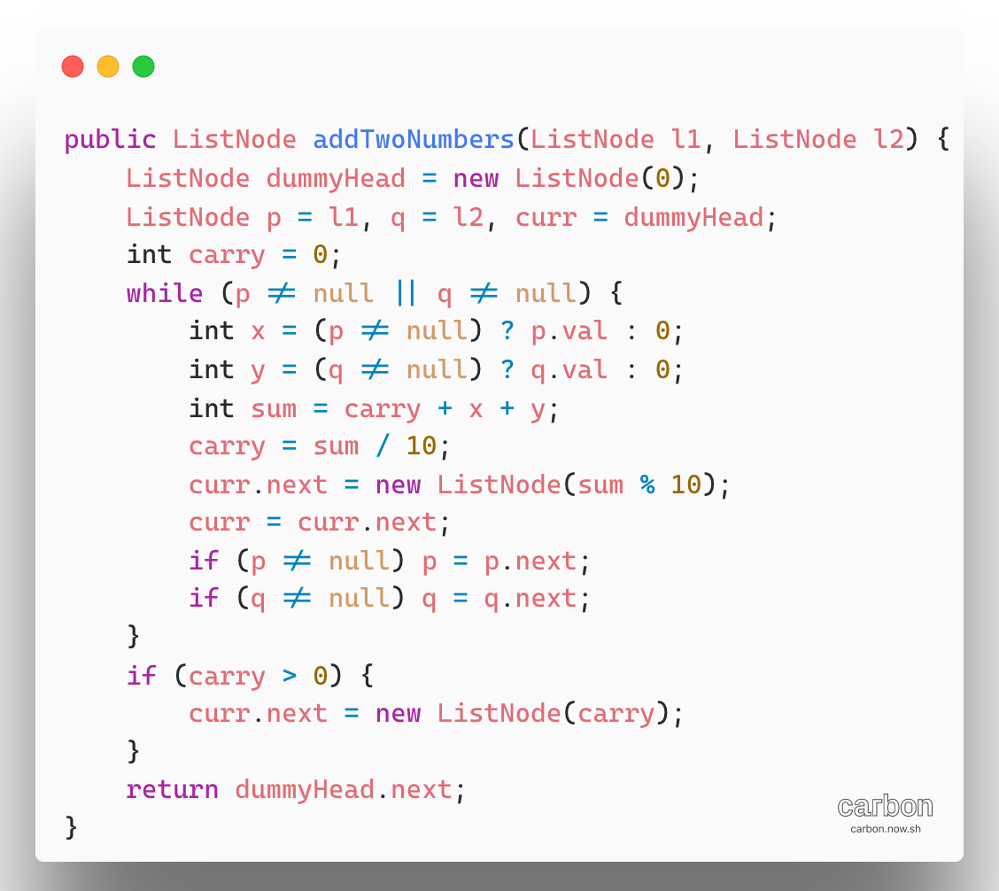 public ListNode addTwoNumbers(ListNode l1, ListNode l2) {
    ListNode dummyHead = new ListNode(0);
    ListNode p = l1, q = l2, curr = dummyHead;
    int carry = 0;
    while (p != null || q != null) {
        int x = (p != null) ? p.val : 0;
        int y = (q != null) ? q.val : 0;
        int sum = carry + x + y;
        carry = sum / 10;
        curr.next = new ListNode(sum % 10);
        curr = curr.next;
        if (p != null) p = p.next;
        if (q != null) q = q.next;
    }
    if (carry > 0) {
        curr.next = new ListNode(carry);
    }
    return dummyHead.next;
}
carbon
carbon.now.sh